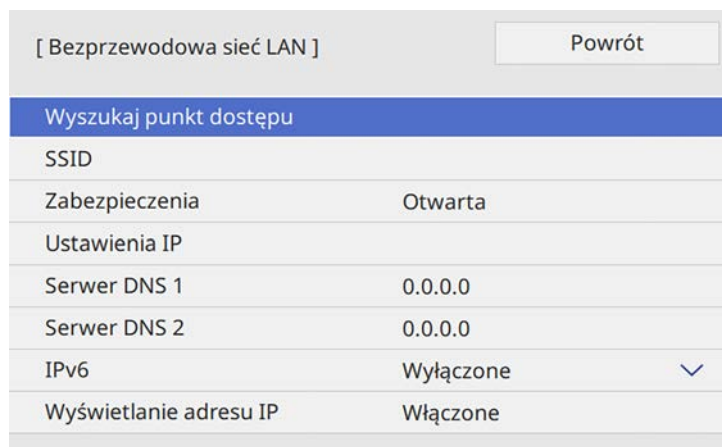 [ Bezprzewodowa sieć LAN ] Powrót
Wyszukaj punkt dostępu
SSID
Zabezpieczenia Otwarta
Ustawienia IP
Serwer DNS 1 0.0.0.0
Serwer DNS 2 0.0.0.0
IPv6 Wyłączone
Wyświetlanie adresu IP Włączone